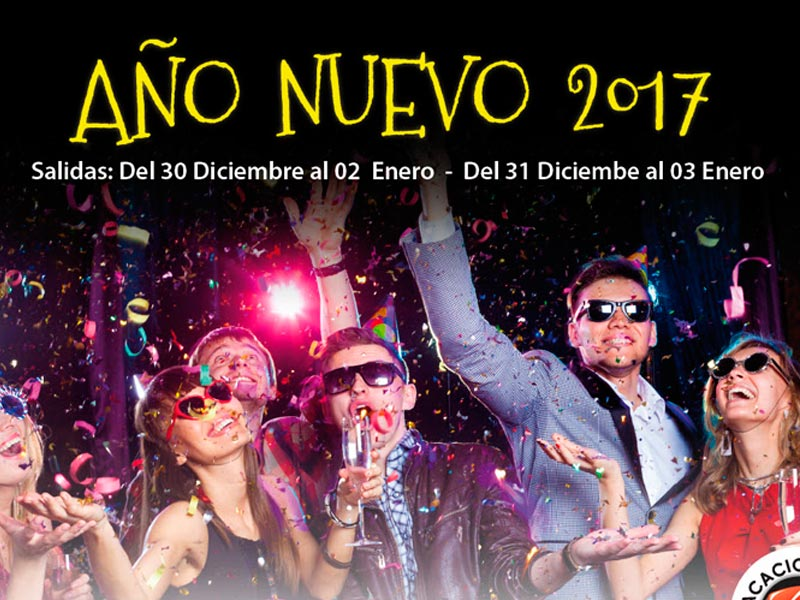 AÑO NUEVO 2017
Salidas: Del 30 Diciembre al 02 Enero - Del 31 Diciembe al 03 Enero